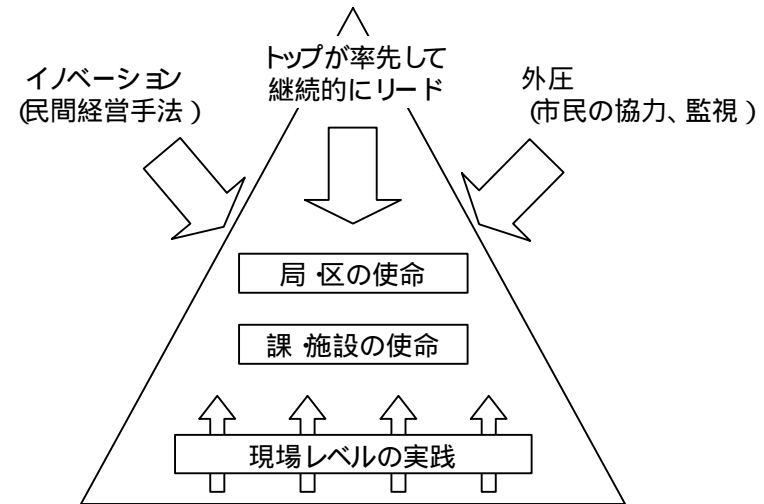 トップが率先して
継続的にリード
イノベーション
(民間経営手法)
外圧
(市民の協力、監視)
局・区の使命
課・施設の使命
現場レベルの実践